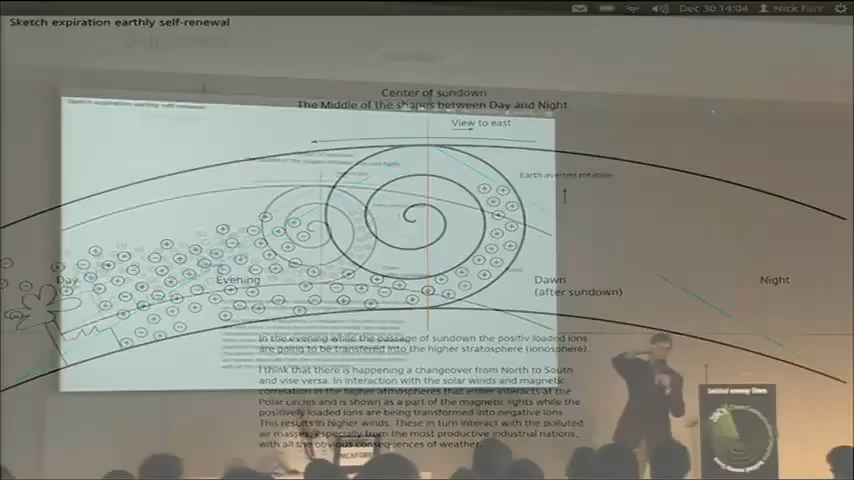 Dec 30 14:04 Nick Farr
Sketch expiration earthly self-renewal
Center of sundown
The Middle of the shapes between Day and Night
View to east
Earth averted rotation
Day
Evening
Dawn
(after sundown)
Night
In the evening while the passage of sundown the positiv loaded ions
are going to be transfered into the higher stratosphere (ionosphere).
I think that there is happening a changeover from North to South
and vise versa. In interaction with the solar winds and magnetic
correlation in the higher atmospheres that either interacts at the
Polar circles and is shown as a part of the magnetic lights while the
positively loaded ions are being transformed into negative ions
This results in higher winds. These in turn interact with the polluted
air masses, especially from the most productive industrial nations,
with all the obvious consequences of weather.